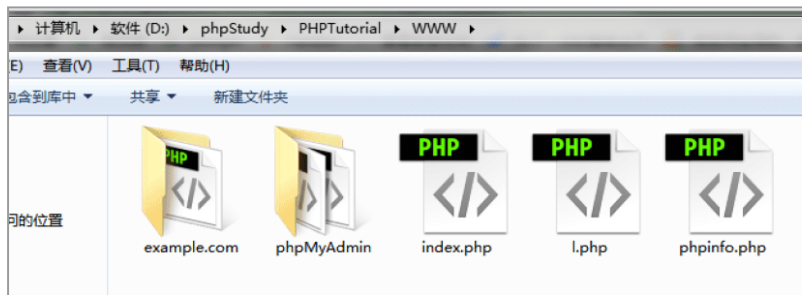 计算机 ▸ 软件 (D:) ▸ phpStudy ▸ PHPTutorial ▸ WWW ▸
(E) 查看(V) 工具(T) 帮助(H)
包含到库中 共享 新建文件夹
PHP
PHP PHP PHP
问的位置
example.com phpMyAdmin index.php l.php phpinfo.php